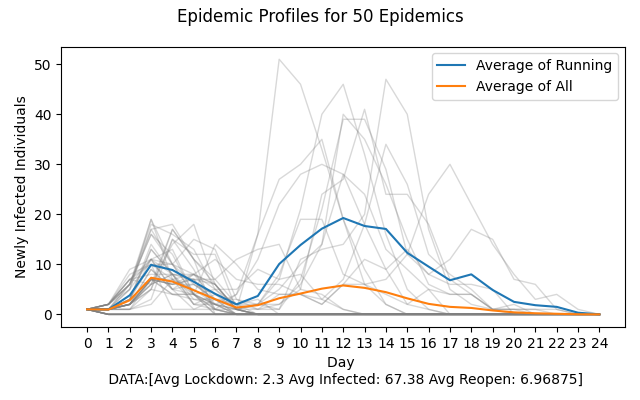 Epidemic Profiles for 50 Epidemics
Newly Infected Individuals
50
40
30
20
10
0
Average of Running
Average of All
0 1 2 3 4 5 6 7 8 9 10 11 12 13 14 15 16 17 18 19 20 21 22 23 24
Day
DATA:[Avg Lockdown: 2.3 Avg Infected: 67.38 Avg Reopen: 6.96875]